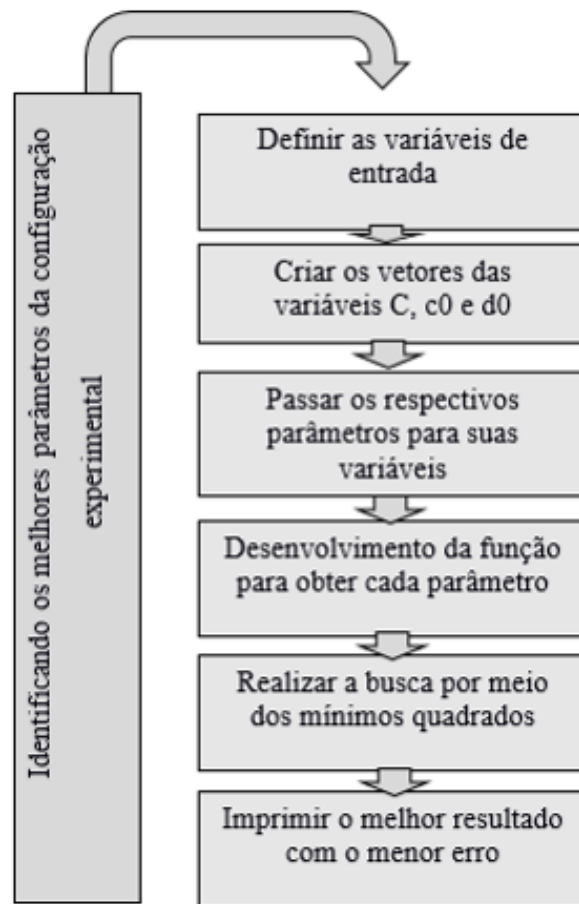 Identificando os melhores parâmetros da configuração
experimental
Definir as variáveis de
entrada
Criar os vetores das
variáveis C, c0 e d0
Passar os respectivos
parâmetros para suas
variáveis
Desenvolvimento da função
para obter cada parâmetro
Realizar a busca por meio
dos mínimos quadrados
Imprimir o melhor resultado
com o menor erro